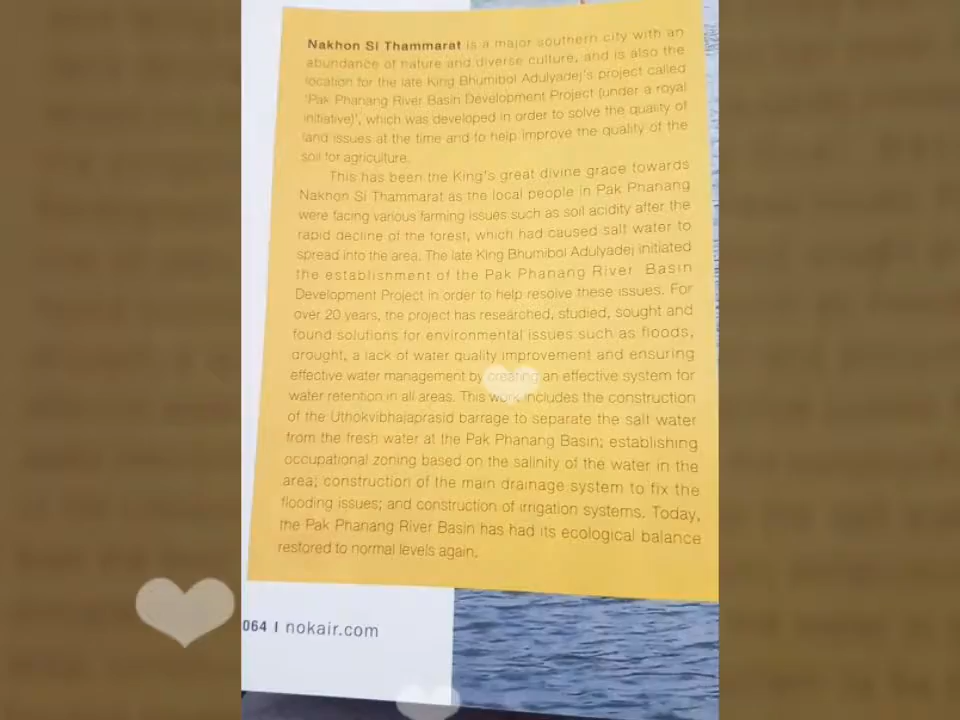 Nakhon Si Thammarat is a major southern city with an
abundance of nature and diverse culture, and is also the
location for the late King Bhumibol Adulyadej's project called
'Pak Phanang River Basin Development Project (under a royal
initiative)', which was developed in order to solve the quality of
land issues at the time and to help improve the quality of the
soil for agriculture.
This has been the King's great divine grace towards
Nakhon Si Thammarat as the local people in Pak Phanang
were facing various farming issues such as soil acidity after the
rapid decline of the forest, which had caused salt water to
spread into the area. The late King Bhumibol Adulyadej initiated
the establishment of the Pak Phanang River Basin
Development Project in order to help resolve these issues. For
over 20 years, the project has researched, studied, sought and
found solutions for environmental issues such as floods,
drought, a lack of water quality improvement and ensuring
effective water management by creating an effective system for
water retention in all areas. This work includes the construction
of the Uthokvibhajaprasid barrage to separate the salt water
from the fresh water at the Pak Phanang Basin; establishing
occupational zoning based on the salinity of the water in the
area; construction of the main drainage system to fix the
flooding issues; and construction of irrigation systems. Today,
the Pak Phanang River Basin has had its ecological balance
restored to normal levels again.
064 | nokair.com